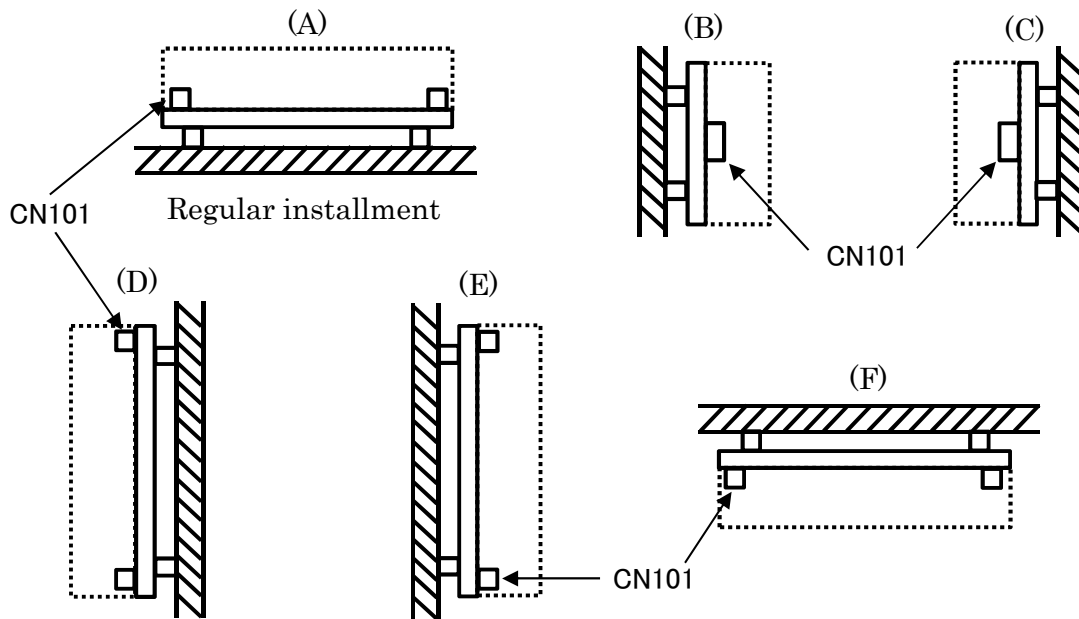 (A)
(B)
(C)
CN101
Regular installment
CN101
(D)
(E)
(F)
CN101